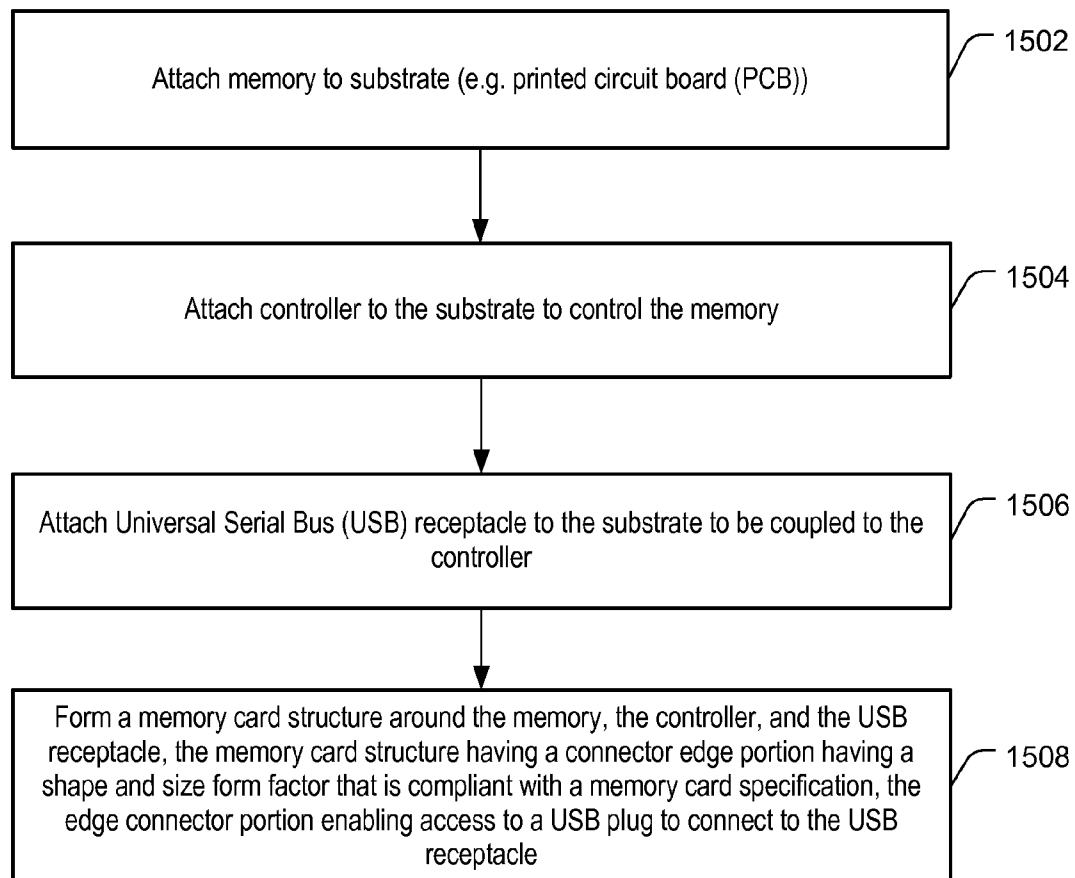 Attach memory to substrate (e.g. printed circuit board (PCB))
1502
Attach controller to the substrate to control the memory
1504
Attach Universal Serial Bus (USB) receptacle to the substrate to be coupled to the
controller
1506
Form a memory card structure around the memory, the controller, and the USB
receptacle, the memory card structure having a connector edge portion having a
shape and size form factor that is compliant with a memory card specification, the
edge connector portion enabling access to a USB plug to connect to the USB
receptacle
1508